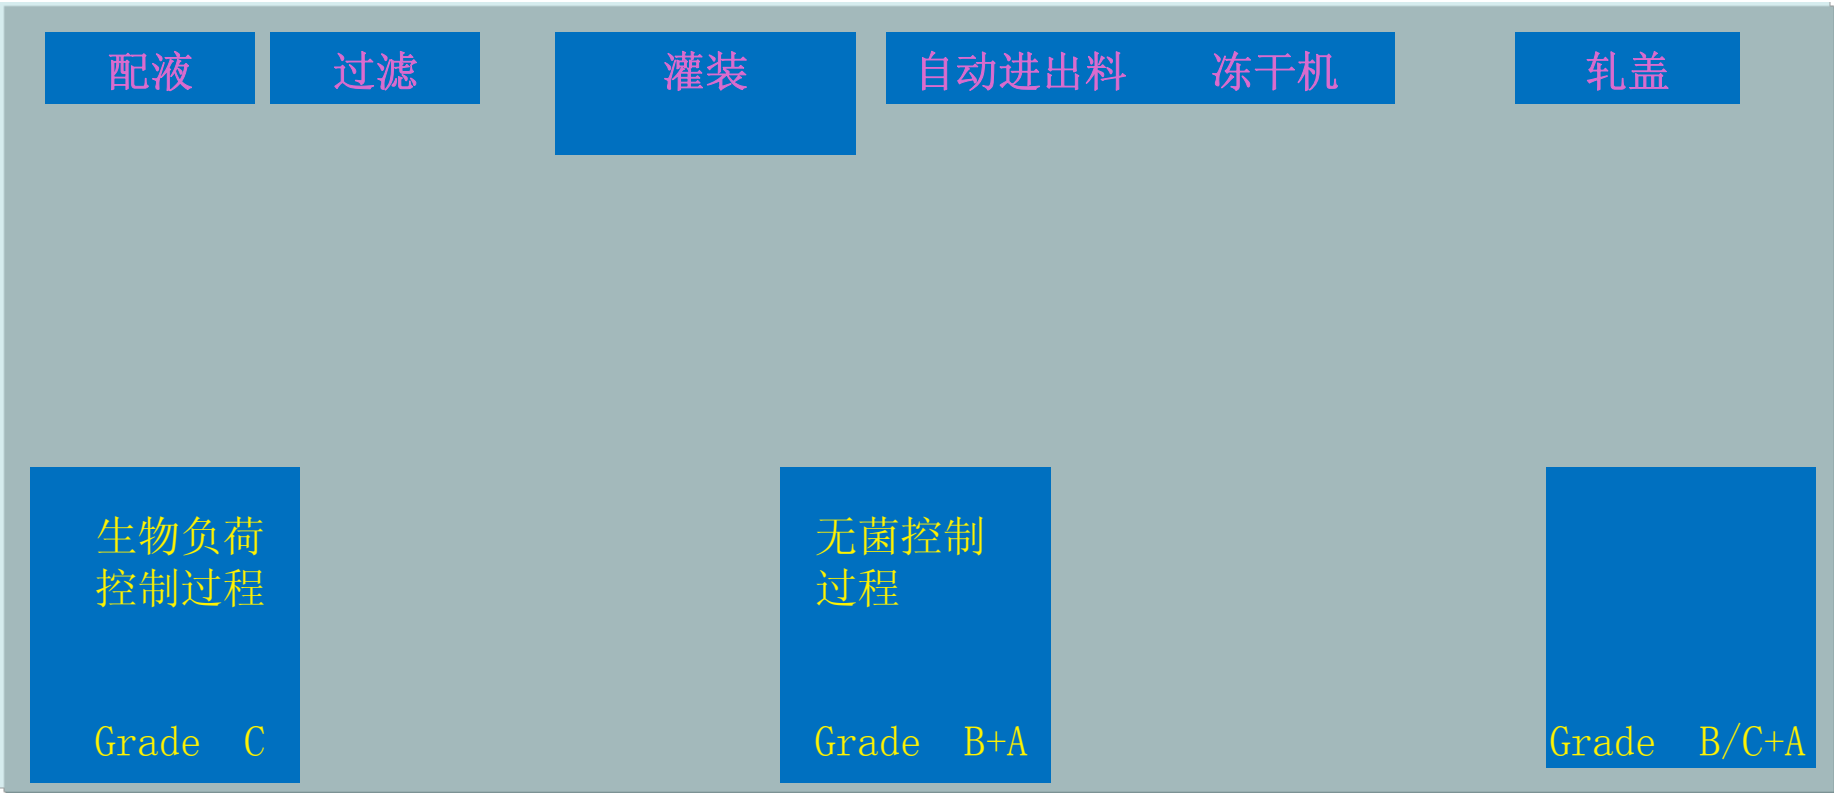 配液
过滤
灌装
自动进出料 冻干机
轧盖
生物负荷
控制过程
Grade C
无菌控制
过程
Grade B+A
Grade B/C+A